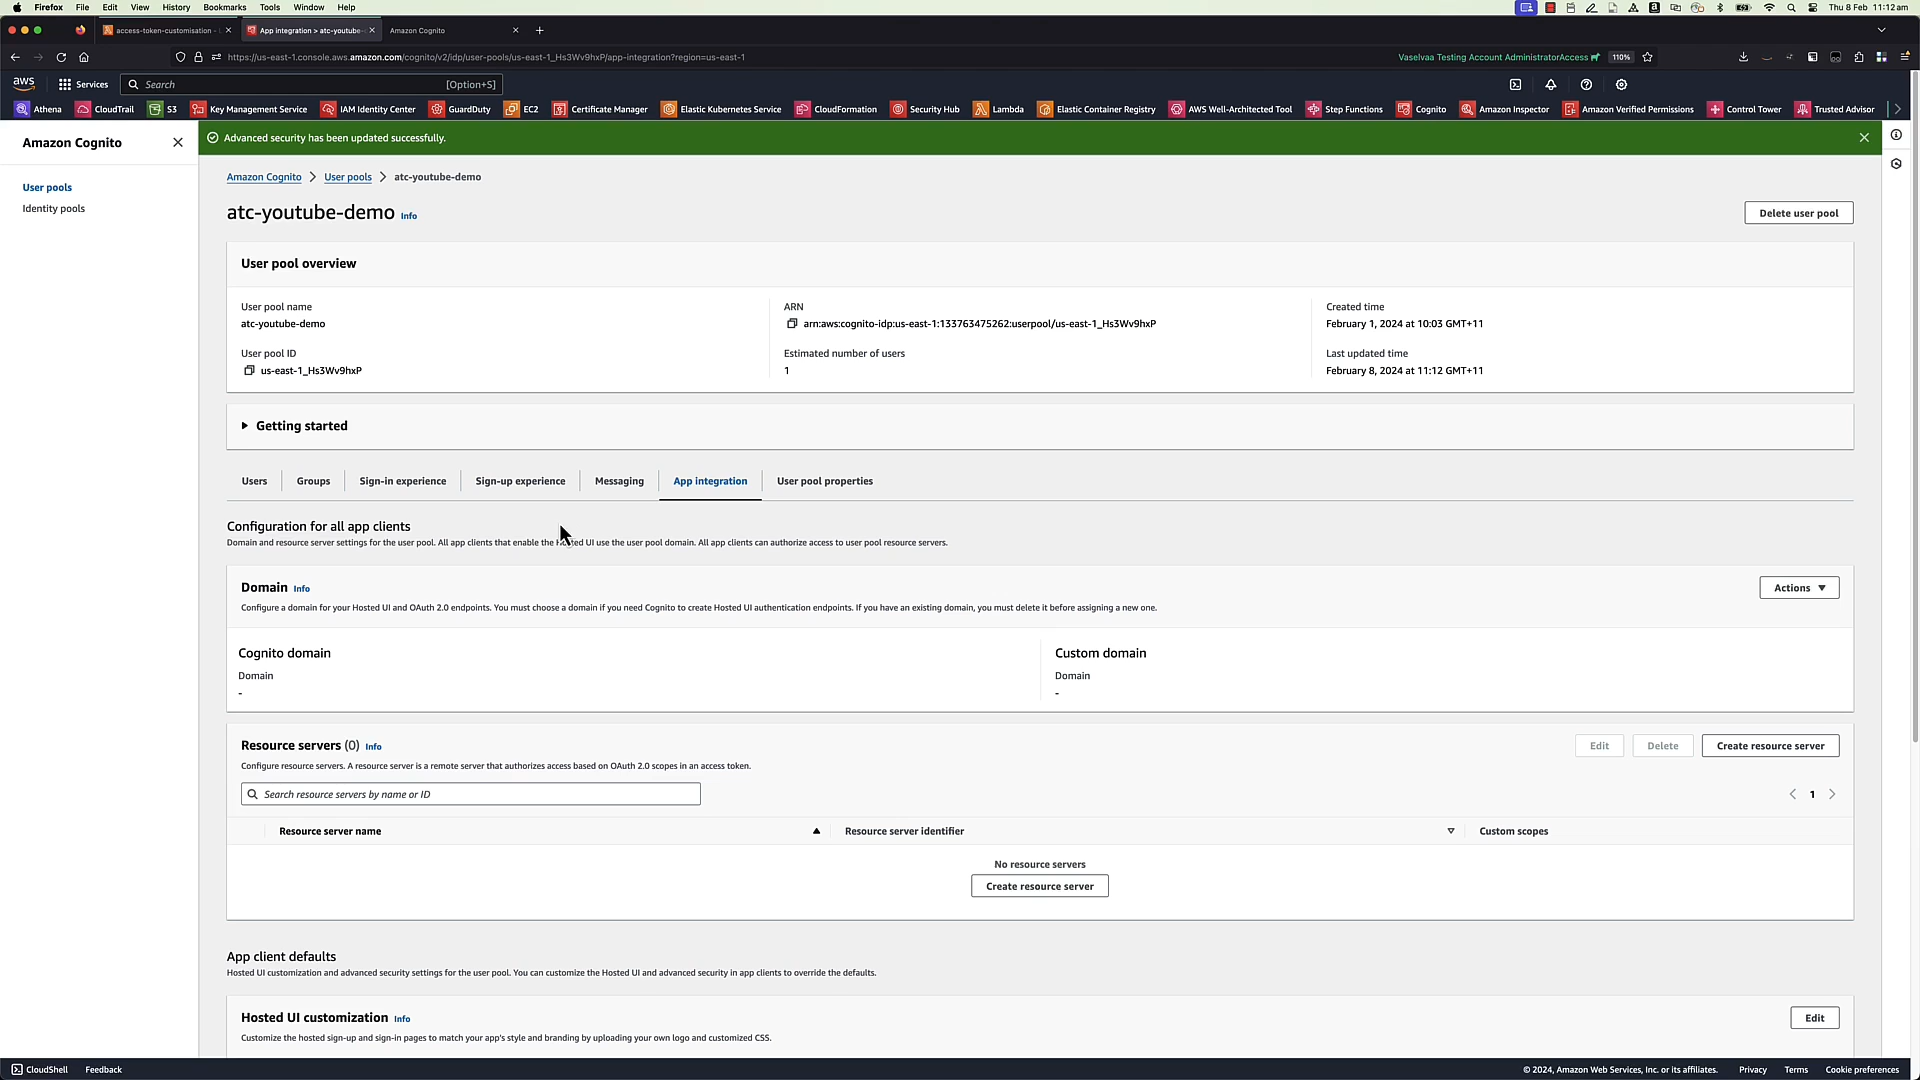 Firefox File Edit View History Bookmarks Tools Window Help Thu 8 Feb 11:12 am
access-token-customisation - App integration > atc-youtube- Amazon Cognito
https://us-east-1.console.aws.amazon.com/cognito/v2/idp/user-pools/us-east-1_Hs3Wv9hxP/app-integration?region=us-east-1 Vaselvaa Testing Account AdministratorAccess 110%
aws Services Search [Option+S]
Athena CloudTrail S3 Key Management Service IAM Identity Center GuardDuty EC2 Certificate Manager Elastic Kubernetes Service CloudFormation Security Hub Lambda Elastic Container Registry AWS Well-Architected Tool Step Functions Cognito Amazon Inspector Amazon Verified Permissions Control Tower Trusted Advisor
Amazon Cognito
User pools
Identity pools
Advanced security has been updated successfully.
Amazon Cognito > User pools > atc-youtube-demo
atc-youtube-demo Info
Delete user pool
User pool overview
User pool name
atc-youtube-demo
User pool ID
us-east-1_Hs3Wv9hxP
ARN
arn:aws:cognito-idp:us-east-1:133763475262:userpool/us-east-1_Hs3Wv9hxP
Estimated number of users
1
Created time
February 1, 2024 at 10:03 GMT+11
Last updated time
February 8, 2024 at 11:12 GMT+11
Getting started
Users Groups Sign-in experience Sign-up experience Messaging App integration User pool properties
Configuration for all app clients
Domain and resource server settings for the user pool. All app clients that enable the Hosted UI use the user pool domain. All app clients can authorize access to user pool resource servers.
Domain Info
Actions
Configure a domain for your Hosted UI and OAuth 2.0 endpoints. You must choose a domain if you need Cognito to create Hosted UI authentication endpoints. If you have an existing domain, you must delete it before assigning a new one.
Cognito domain
Domain
-
Custom domain
Domain
-
Resource servers (0) Info
Edit Delete Create resource server
Configure resource servers. A resource server is a remote server that authorizes access based on OAuth 2.0 scopes in an access token.
Search resource servers by name or ID
1
Resource server name Resource server identifier Custom scopes
No resource servers
Create resource server
App client defaults
Hosted UI customization and advanced security settings for the user pool. You can customize the Hosted UI and advanced security in app clients to override the defaults.
Hosted UI customization Info
Edit
Customize the hosted sign-up and sign-in pages to match your app's style and branding by uploading your own logo and customized CSS.
CloudShell Feedback © 2024, Amazon Web Services, Inc. or its affiliates. Privacy Terms Cookie preferences